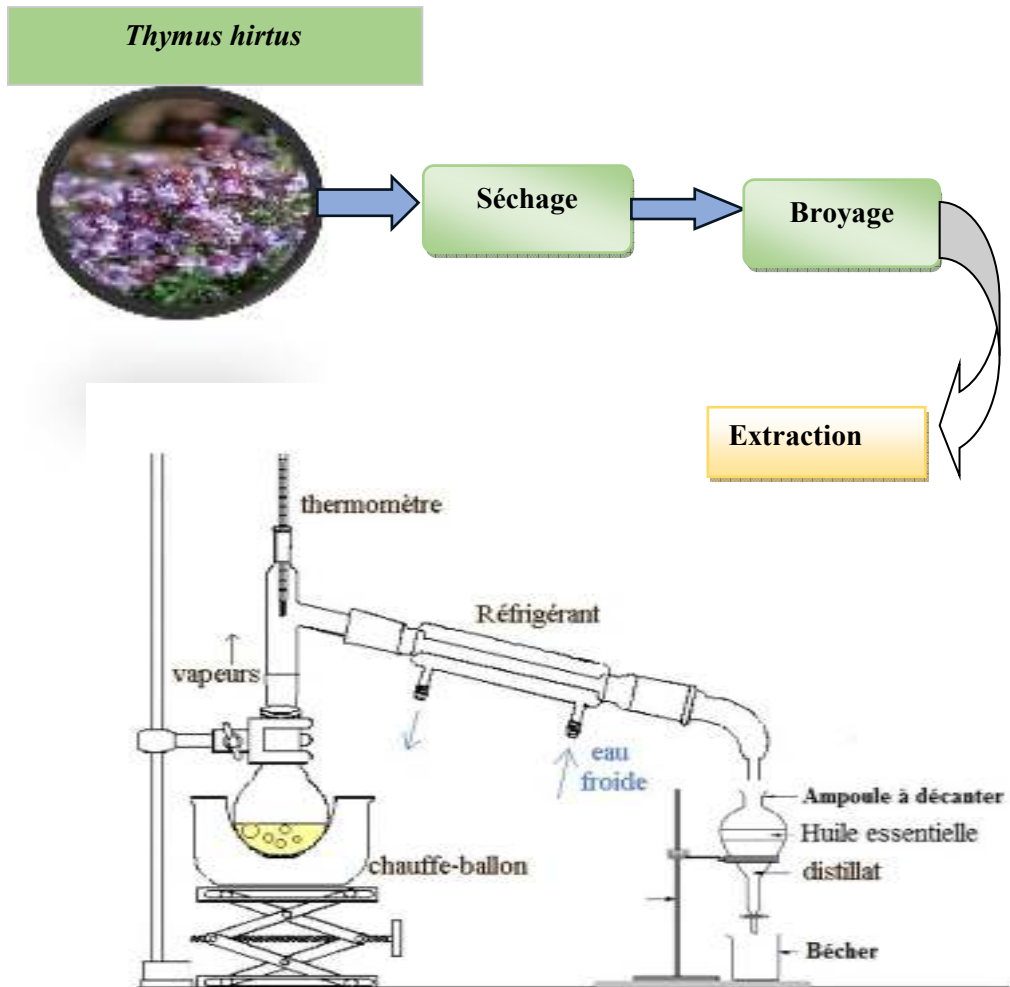 Thymus hirtus
Séchage
Broyage
Extraction
thermomètre
Réfrigérant
vapeurs
eau
froide
Ampoule à décanter
Huile essentielle
chauffe-ballon
distillat
Bécher